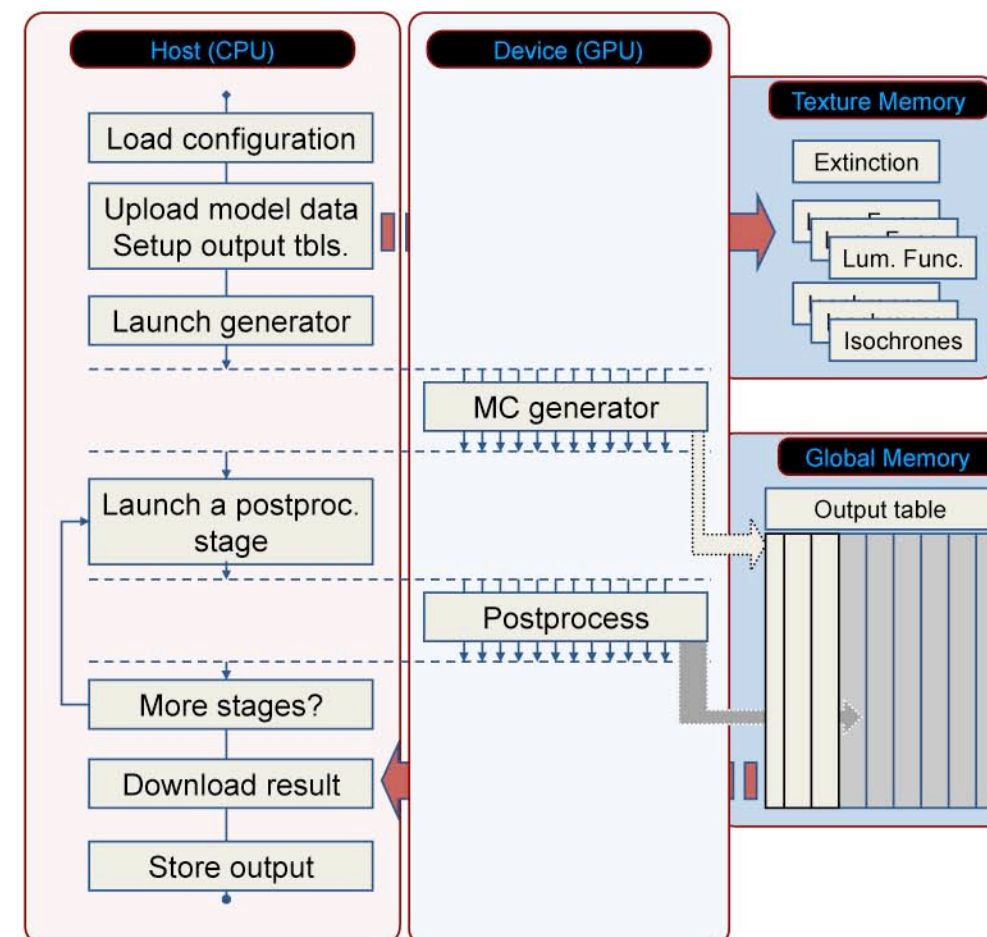 Host (CPU)
Device (GPU)
Texture Memory
Load configuration
Extinction
Upload model data
Setup output tbls.
Lum. Func.
Launch generator
Isochrones
MC generator
Global Memory
Launch a postproc.
stage
Output table
Postprocess
More stages?
Download result
Store output